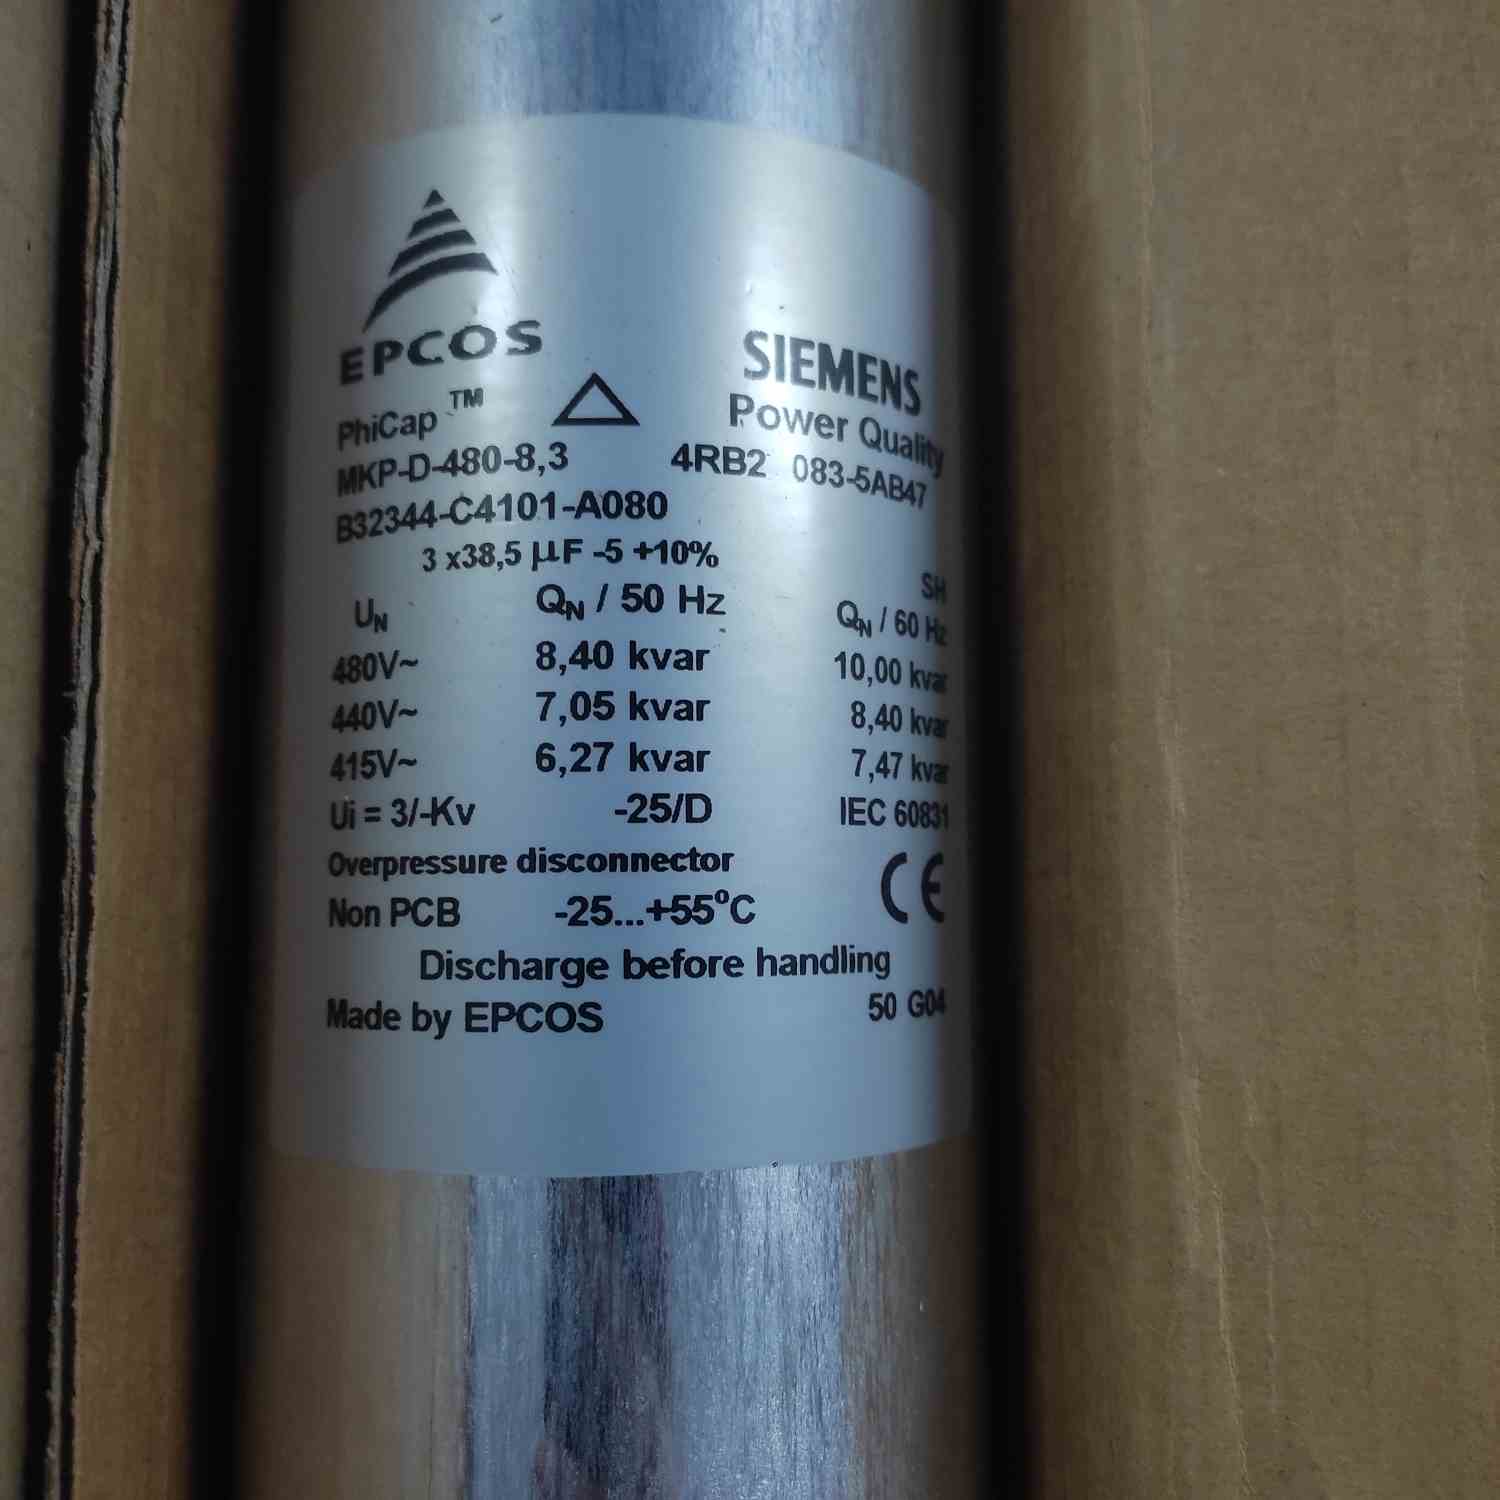 EPCOS
SIEMENS
PhiCap™
Power Quality
MKP-D-480-8,3
4RB2 083-5AB47
B32344-C4101-A080
3 x38,5 µF -5 +10%
SH
UN QN / 50 Hz QN / 60 Hz
480V~ 8,40 kvar 10,00 kvar
440V~ 7,05 kvar 8,40 kvar
415V~ 6,27 kvar 7,47 kvar
Ui = 3/-Kv -25/D IEC 60831
Overpressure disconnector
CE
Non PCB -25...+55°C
Discharge before handling
Made by EPCOS 50 G04